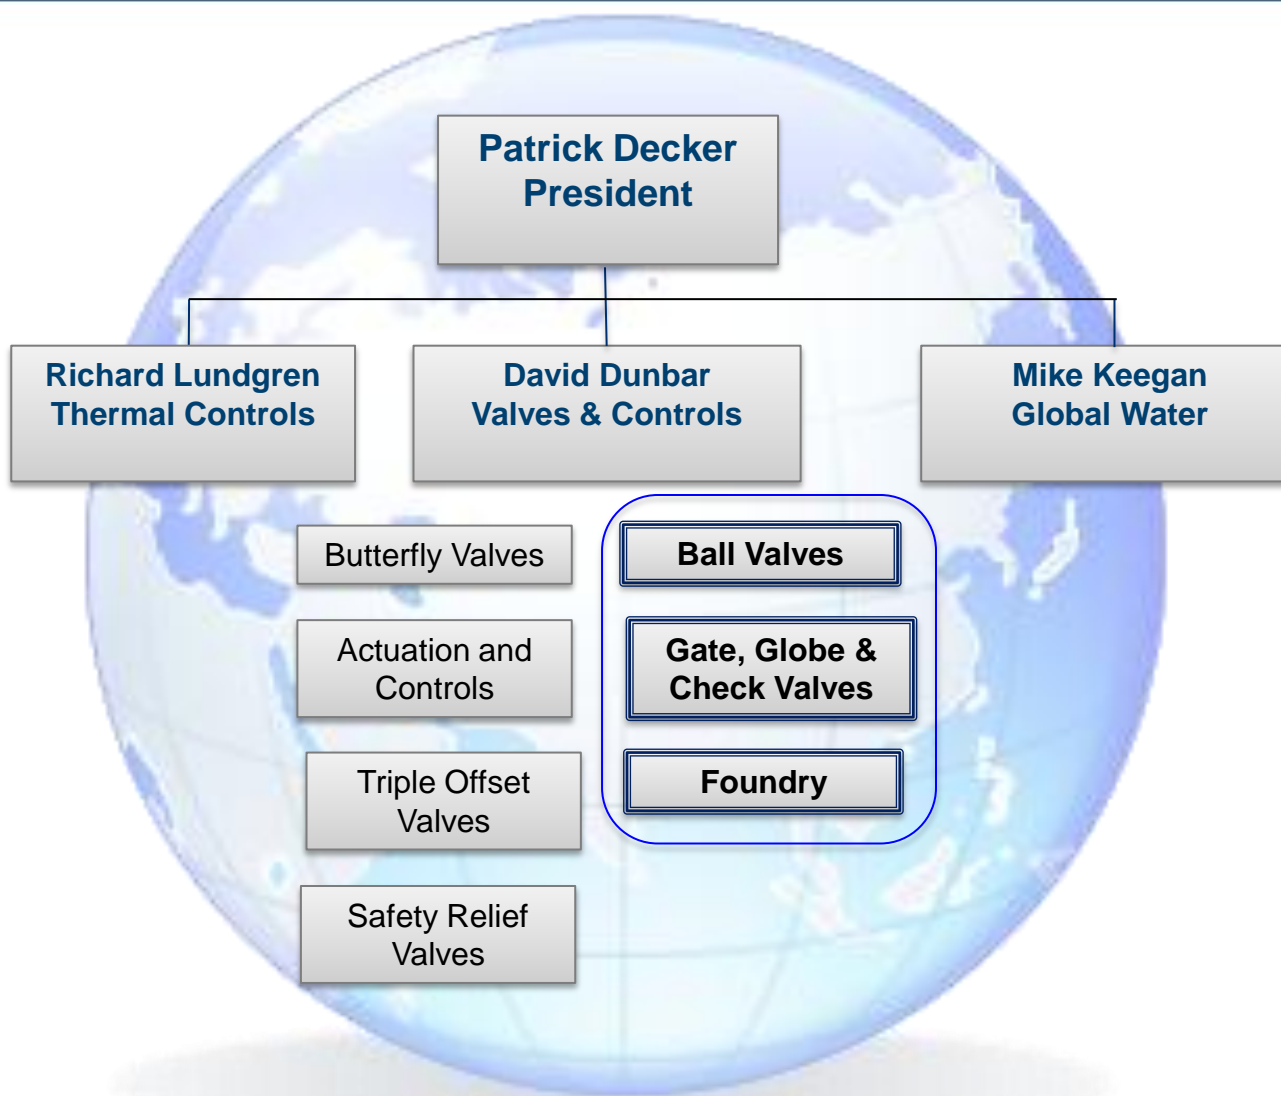 Patrick Decker
President
Richard Lundgren
Thermal Controls
David Dunbar
Valves & Controls
Mike Keegan
Global Water
Butterfly Valves
Ball Valves
Actuation and
Controls
Gate, Globe &
Check Valves
Triple Offset
Valves
Foundry
Safety Relief
Valves